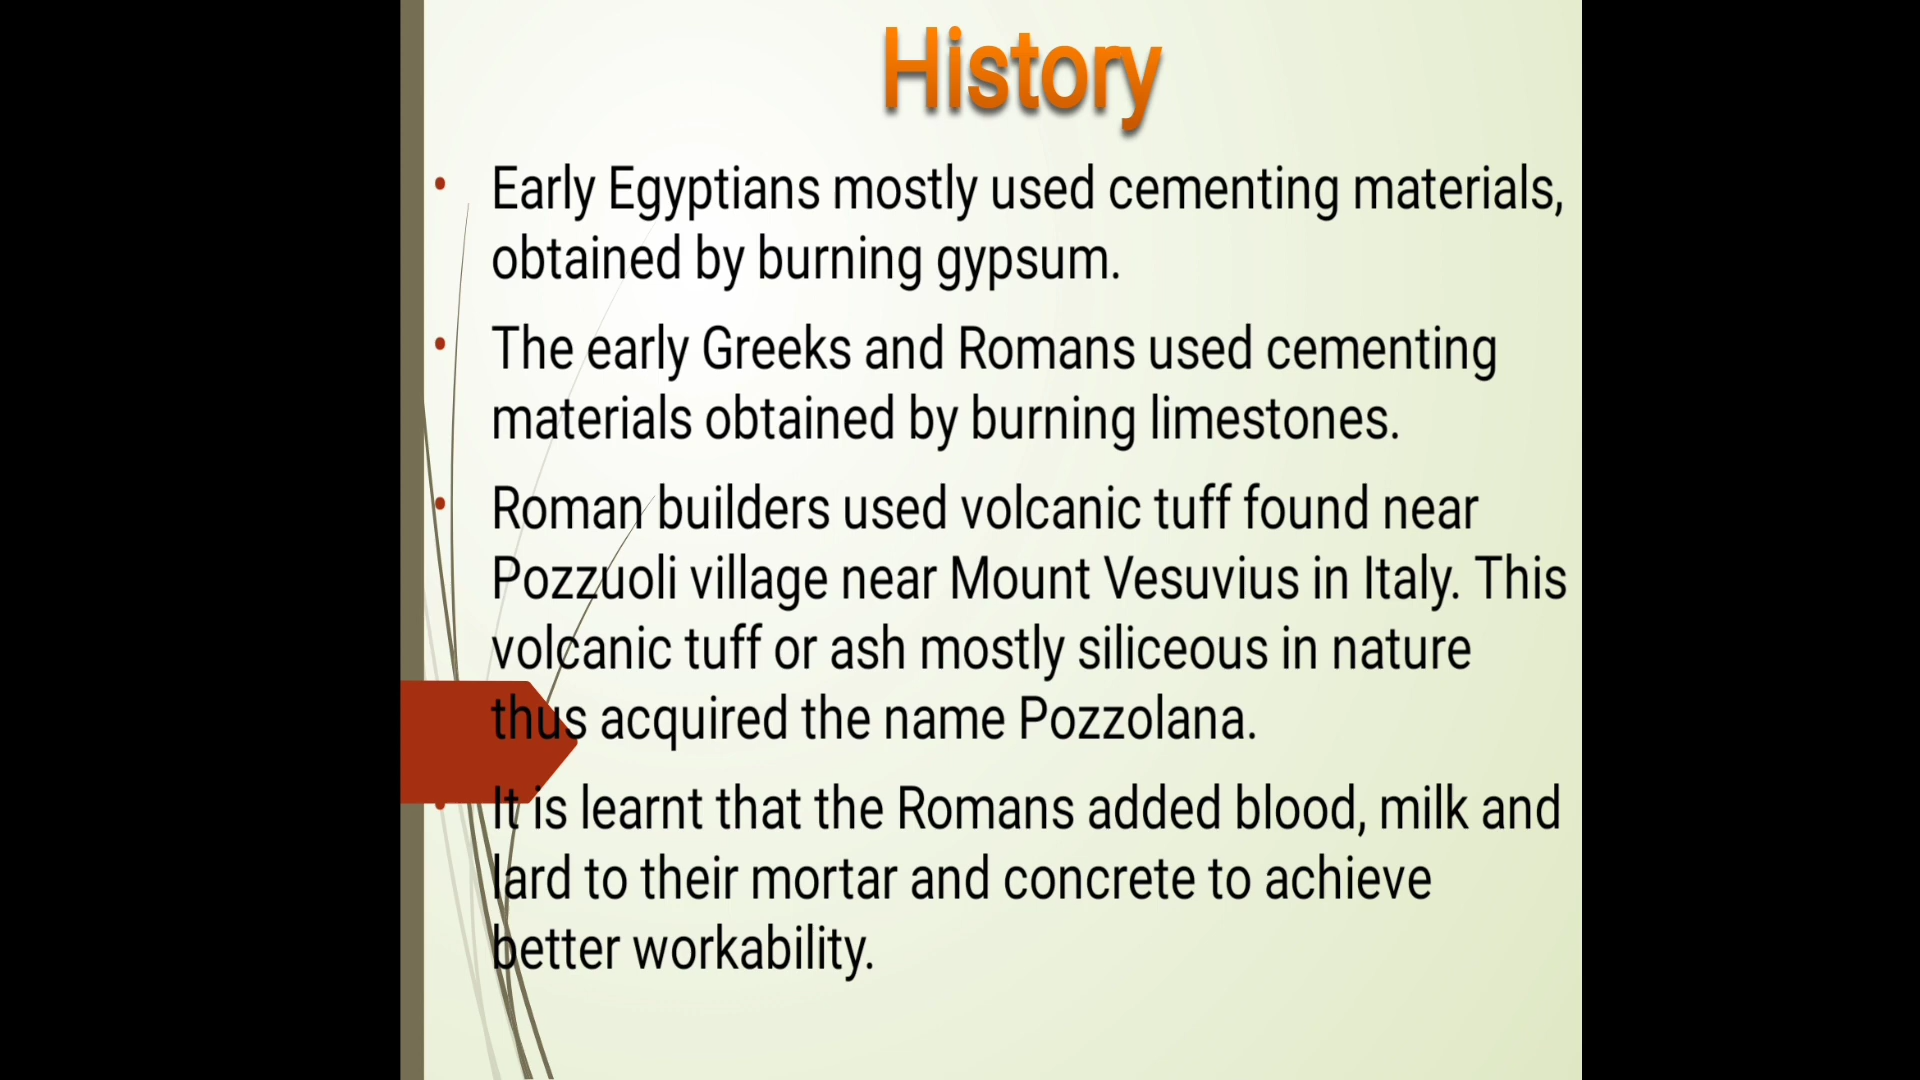 History
• Early Egyptians mostly used cementing materials,
obtained by burning gypsum.
• The early Greeks and Romans used cementing
materials obtained by burning limestones.
• Roman builders used volcanic tuff found near
Pozzuoli village near Mount Vesuvius in Italy. This
volcanic tuff or ash mostly siliceous in nature
thus acquired the name Pozzolana.
• It is learnt that the Romans added blood, milk and
lard to their mortar and concrete to achieve
better workability.